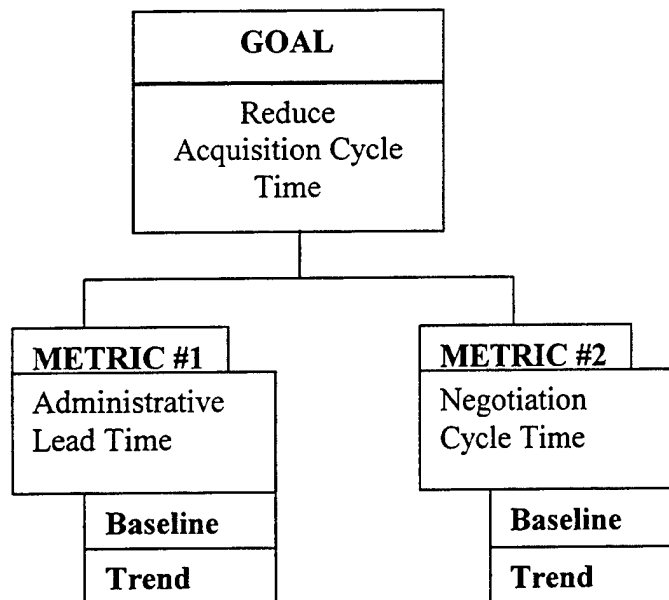 GOAL
Reduce
Acquisition Cycle
Time
METRIC #1
Administrative
Lead Time
Baseline
Trend
METRIC #2
Negotiation
Cycle Time
Baseline
Trend